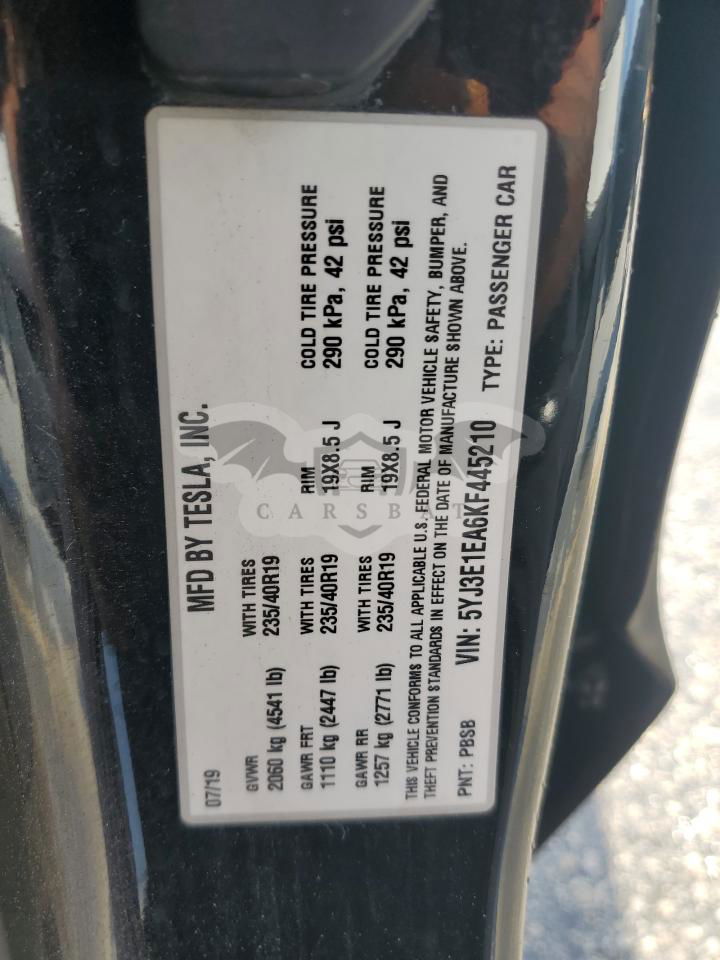 07/19
MFD BY TESLA, INC.
GVWR WITH TIRES
2060 kg (4541 lb) 235/40R19
GAWR FRT WITH TIRES RIM COLD TIRE PRESSURE
1110 kg (2447 lb) 235/40R19 19X8.5 J 290 kPa, 42 psi
GAWR RR WITH TIRES RIM COLD TIRE PRESSURE
1257 kg (2771 lb) 235/40R19 19X8.5 J 290 kPa, 42 psi
THIS VEHICLE CONFORMS TO ALL APPLICABLE U.S. FEDERAL MOTOR VEHICLE SAFETY, BUMPER, AND
THEFT PREVENTION STANDARDS IN EFFECT ON THE DATE OF MANUFACTURE SHOWN ABOVE.
PNT: PBSB VIN: 5YJ3E1EA6KF445210 TYPE: PASSENGER CAR
CARSBAT